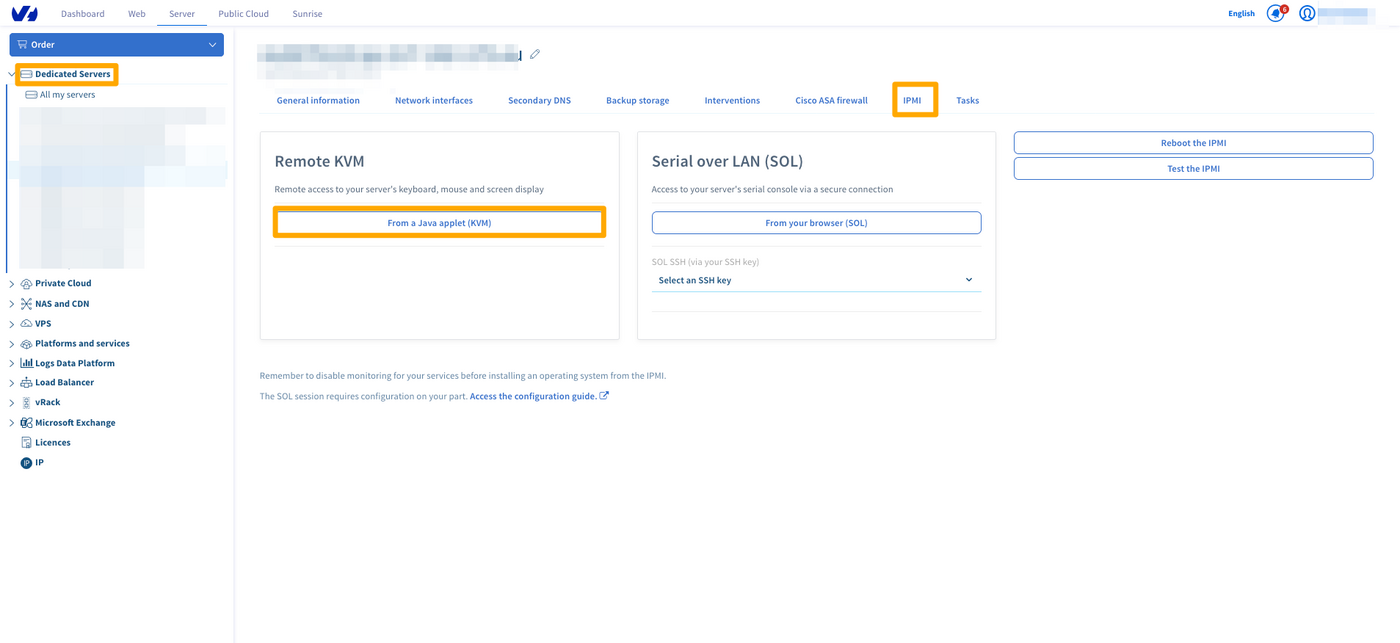 Dashboard Web Server Public Cloud Sunrise English 6
Order
Dedicated Servers
All my servers
Private Cloud
NAS and CDN
VPS
Platforms and services
Logs Data Platform
Load Balancer
vRack
Microsoft Exchange
Licences
IP IP
General information Network interfaces Secondary DNS Backup storage Interventions Cisco ASA firewall IPMI Tasks
Remote KVM
Remote access to your server's keyboard, mouse and screen display
From a Java applet (KVM)
Serial over LAN (SOL)
Access to your server's serial console via a secure connection
From your browser (SOL)
SOL SSH (via your SSH key)
Select an SSH key
Reboot the IPMI
Test the IPMI
Remember to disable monitoring for your services before installing an operating system from the IPMI.
The SOL session requires configuration on your part. Access the configuration guide.